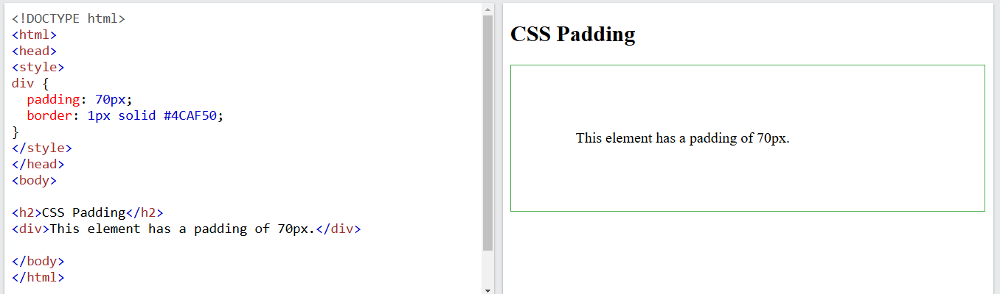 <!DOCTYPE html>
<html>
<head>
<style>
div {
  padding: 70px;
  border: 1px solid #4CAF50;
}
</style>
</head>
<body>

<h2>CSS Padding</h2>
<div>This element has a padding of 70px.</div>

</body>
</html>
CSS Padding
This element has a padding of 70px.